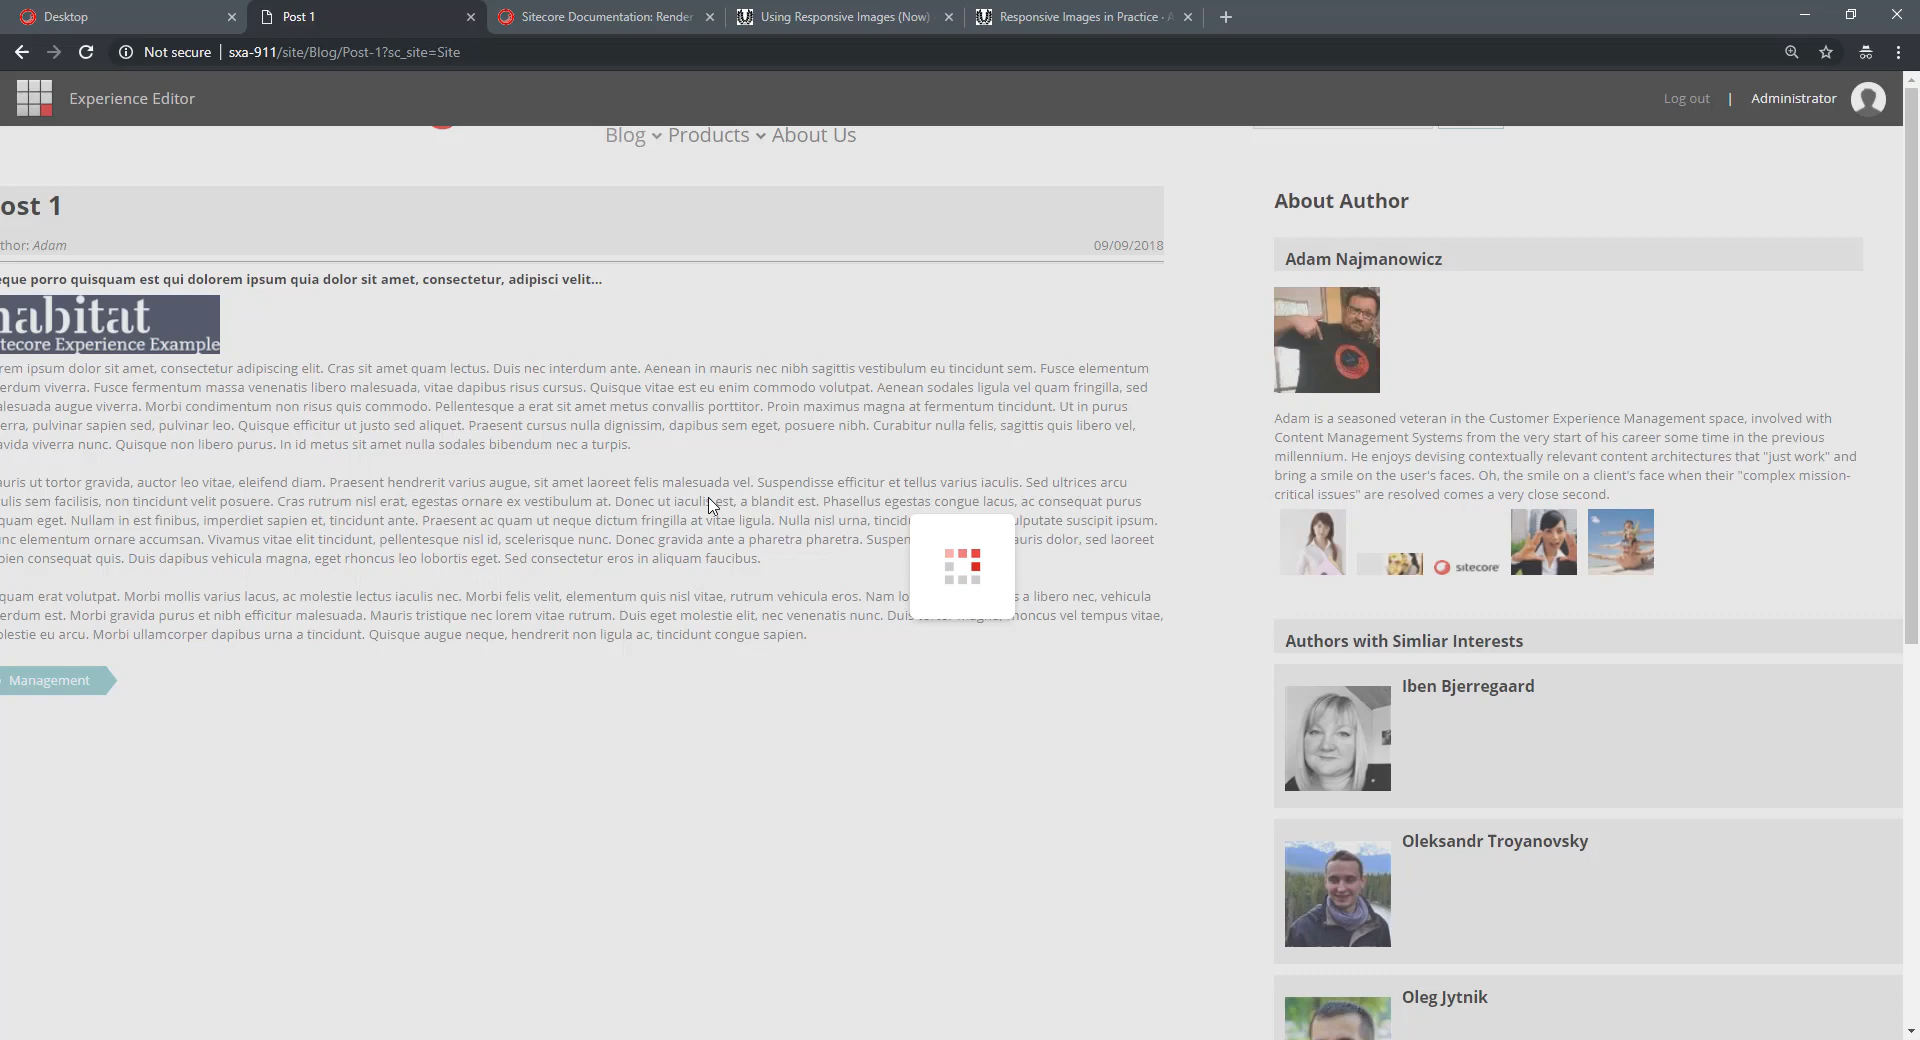 Desktop
Post 1
Sitecore Documentation: Render
Using Responsive Images (Now)
Responsive Images in Practice ·
Not secure
sxa-911/site/Blog/Post-1?sc_site=Site
Experience Editor
Log out | Administrator
Blog Products About Us
ost 1
thor: Adam
09/09/2018
eque porro quisquam est qui dolorem ipsum quia dolor sit amet, consectetur, adipisci velit...
habitat
itecore Experience Example
rem ipsum dolor sit amet, consectetur adipiscing elit. Cras sit amet quam lectus. Duis nec interdum ante. Aenean in mauris nec nibh sagittis vestibulum eu tincidunt sem. Fusce elementum
erdum viverra. Fusce fermentum massa venenatis libero malesuada, vitae dapibus risus cursus. Quisque vitae est eu enim commodo volutpat. Aenean sodales ligula vel quam fringilla, sed
alesuada augue viverra. Morbi condimentum non risus quis commodo. Pellentesque a erat sit amet metus convallis porttitor. Proin maximus magna at fermentum tincidunt. Ut in purus
erra, pulvinar sapien sed, pulvinar leo. Quisque efficitur ut justo sed aliquet. Praesent cursus nulla dignissim, dapibus sem eget, posuere nibh. Curabitur nulla felis, sagittis quis libero vel,
avida viverra nunc. Quisque non libero purus. In id metus sit amet nulla sodales bibendum nec a turpis.
auris ut tortor gravida, auctor leo vitae, eleifend diam. Praesent hendrerit varius augue, sit amet laoreet felis malesuada vel. Suspendisse efficitur et tellus varius iaculis. Sed ultrices arcu
ulis sem facilisis, non tincidunt velit posuere. Cras rutrum nisl erat, egestas ornare ex vestibulum at. Donec ut iaculis est, a blandit est. Phasellus egestas congue lacus, ac consequat purus
quam eget. Nullam in est finibus, imperdiet sapien et, tincidunt ante. Praesent ac quam ut neque dictum fringilla at vitae ligula. Nulla nisl urna, tincid ulputate suscipit ipsum.
nc elementum ornare accumsan. Vivamus vitae elit tincidunt, pellentesque nisl id, scelerisque nunc. Donec gravida ante a pharetra pharetra. Suspen auris dolor, sed laoreet
pien consequat quis. Duis dapibus vehicula magna, eget rhoncus leo lobortis eget. Sed consectetur eros in aliquam faucibus.
quam erat volutpat. Morbi mollis varius lacus, ac molestie lectus iaculis nec. Morbi felis velit, elementum quis nisl vitae, rutrum vehicula eros. Nam lo s a libero nec, vehicula
erdum est. Morbi gravida purus et nibh efficitur malesuada. Mauris tristique nec lorem vitae rutrum. Duis eget molestie elit, nec venenatis nunc. Duis tortor magna, rhoncus vel tempus vitae,
olestie eu arcu. Morbi ullamcorper dapibus urna a tincidunt. Quisque augue neque, hendrerit non ligula ac, tincidunt congue sapien.
Management
About Author
Adam Najmanowicz
Adam is a seasoned veteran in the Customer Experience Management space, involved with
Content Management Systems from the very start of his career some time in the previous
millennium. He enjoys devising contextually relevant content architectures that "just work" and
bring a smile on the user's faces. Oh, the smile on a client's face when their "complex mission-
critical issues" are resolved comes a very close second.
sitecore
Authors with Simliar Interests
Iben Bjerregaard
Oleksandr Troyanovsky
Oleg Jytnik